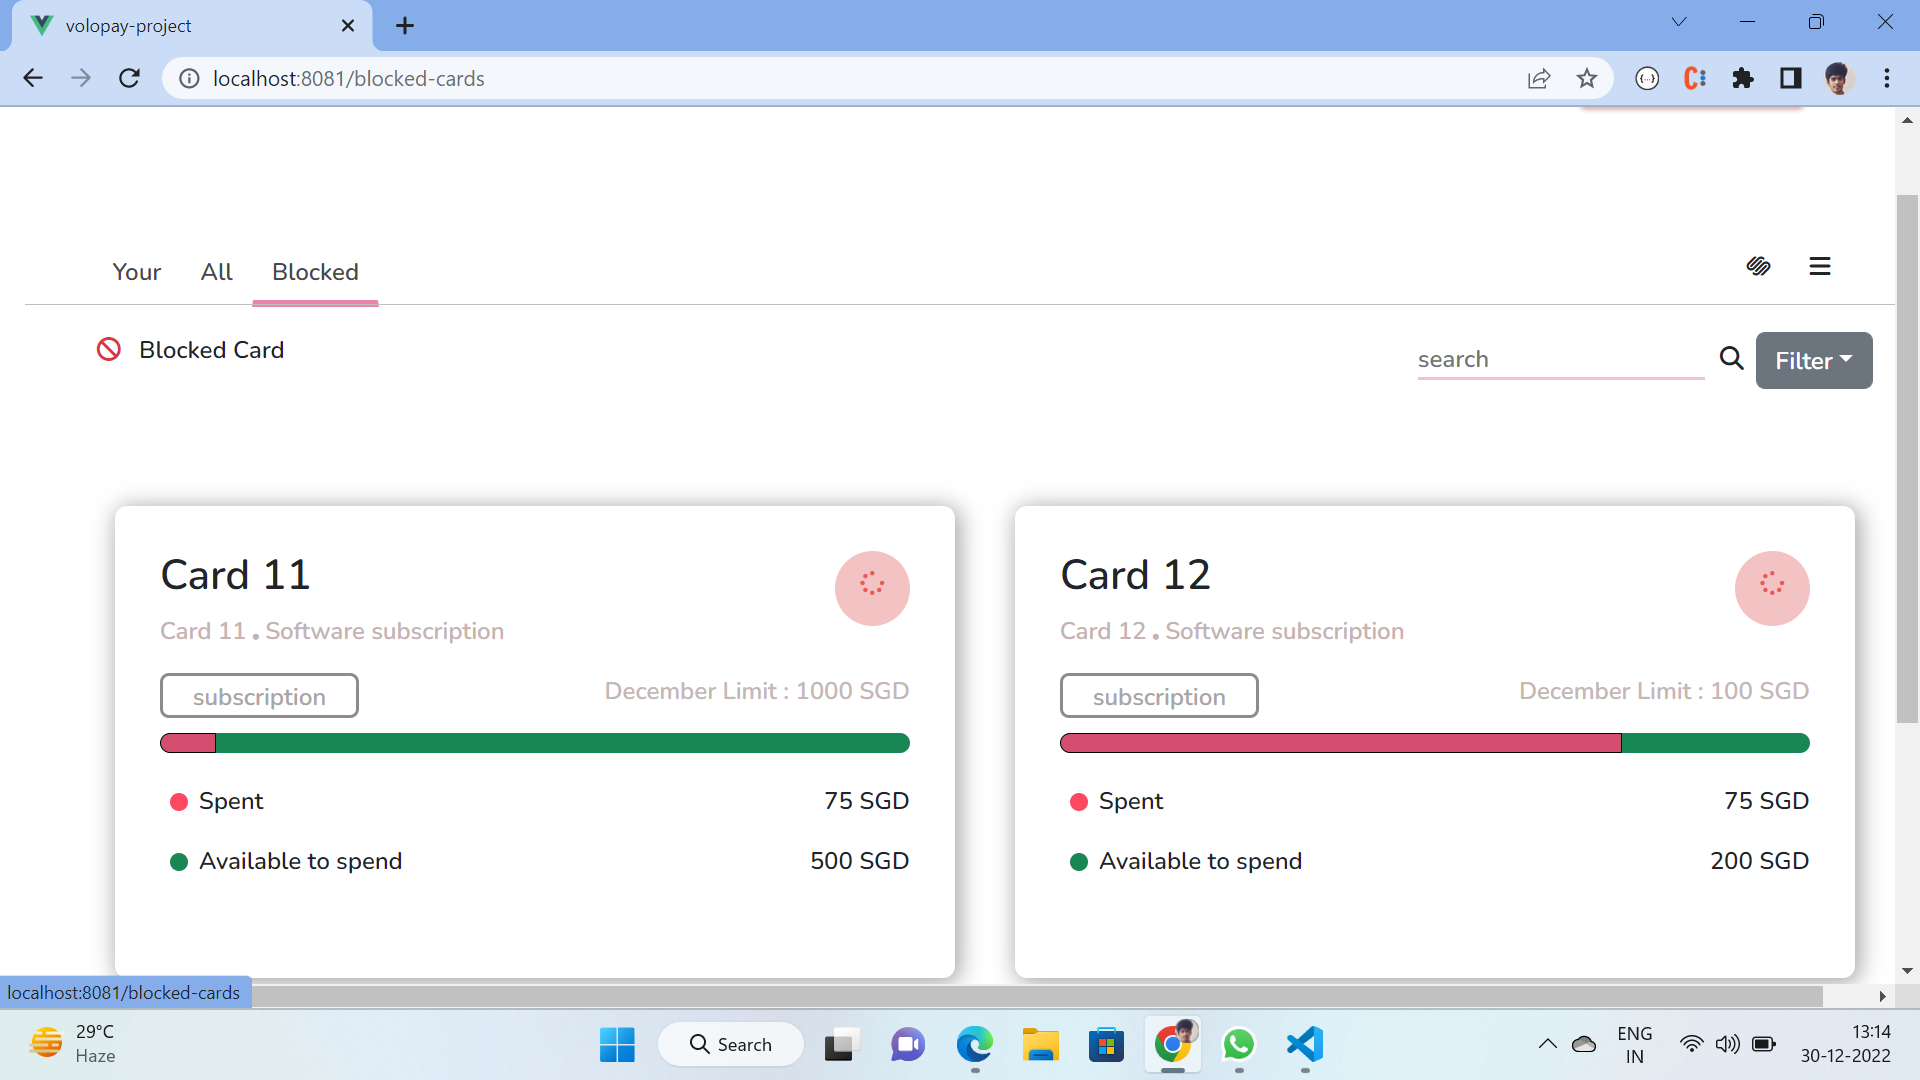 volopay-project
localhost:8081/blocked-cards
Your All Blocked
Blocked Card
search
Filter
Card 11
Card 11 . Software subscription
subscription
December Limit : 1000 SGD
Spent 75 SGD
Available to spend 500 SGD
Card 12
Card 12 . Software subscription
subscription
December Limit : 100 SGD
Spent 75 SGD
Available to spend 200 SGD
localhost:8081/blocked-cards
29°C
Haze
Search
ENG
IN
13:14
30-12-2022